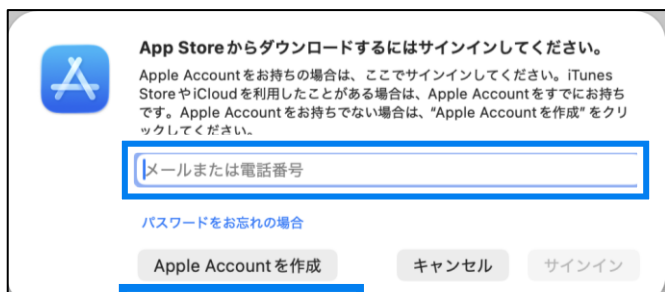 App Storeからダウンロードするにはサインインしてください。
Apple Accountをお持ちの場合は、ここでサインインしてください。iTunes
StoreやiCloudを利用したことがある場合は、Apple Accountをすでにお持ち
です。Apple Accountをお持ちでない場合は、“Apple Accountを作成” をクリ
ックしてください。
メールまたは電話番号
パスワードをお忘れの場合
Apple Accountを作成 キャンセル サインイン